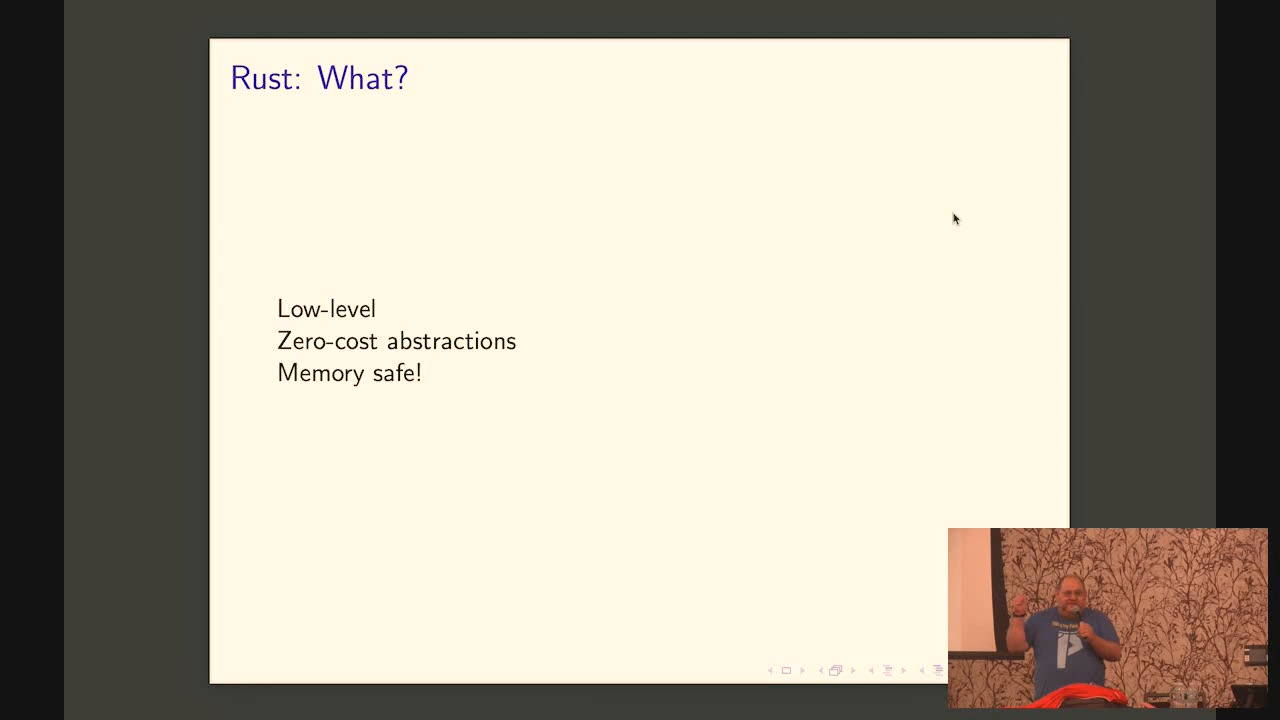 Rust: What?
Low-level
Zero-cost abstractions
Memory safe!